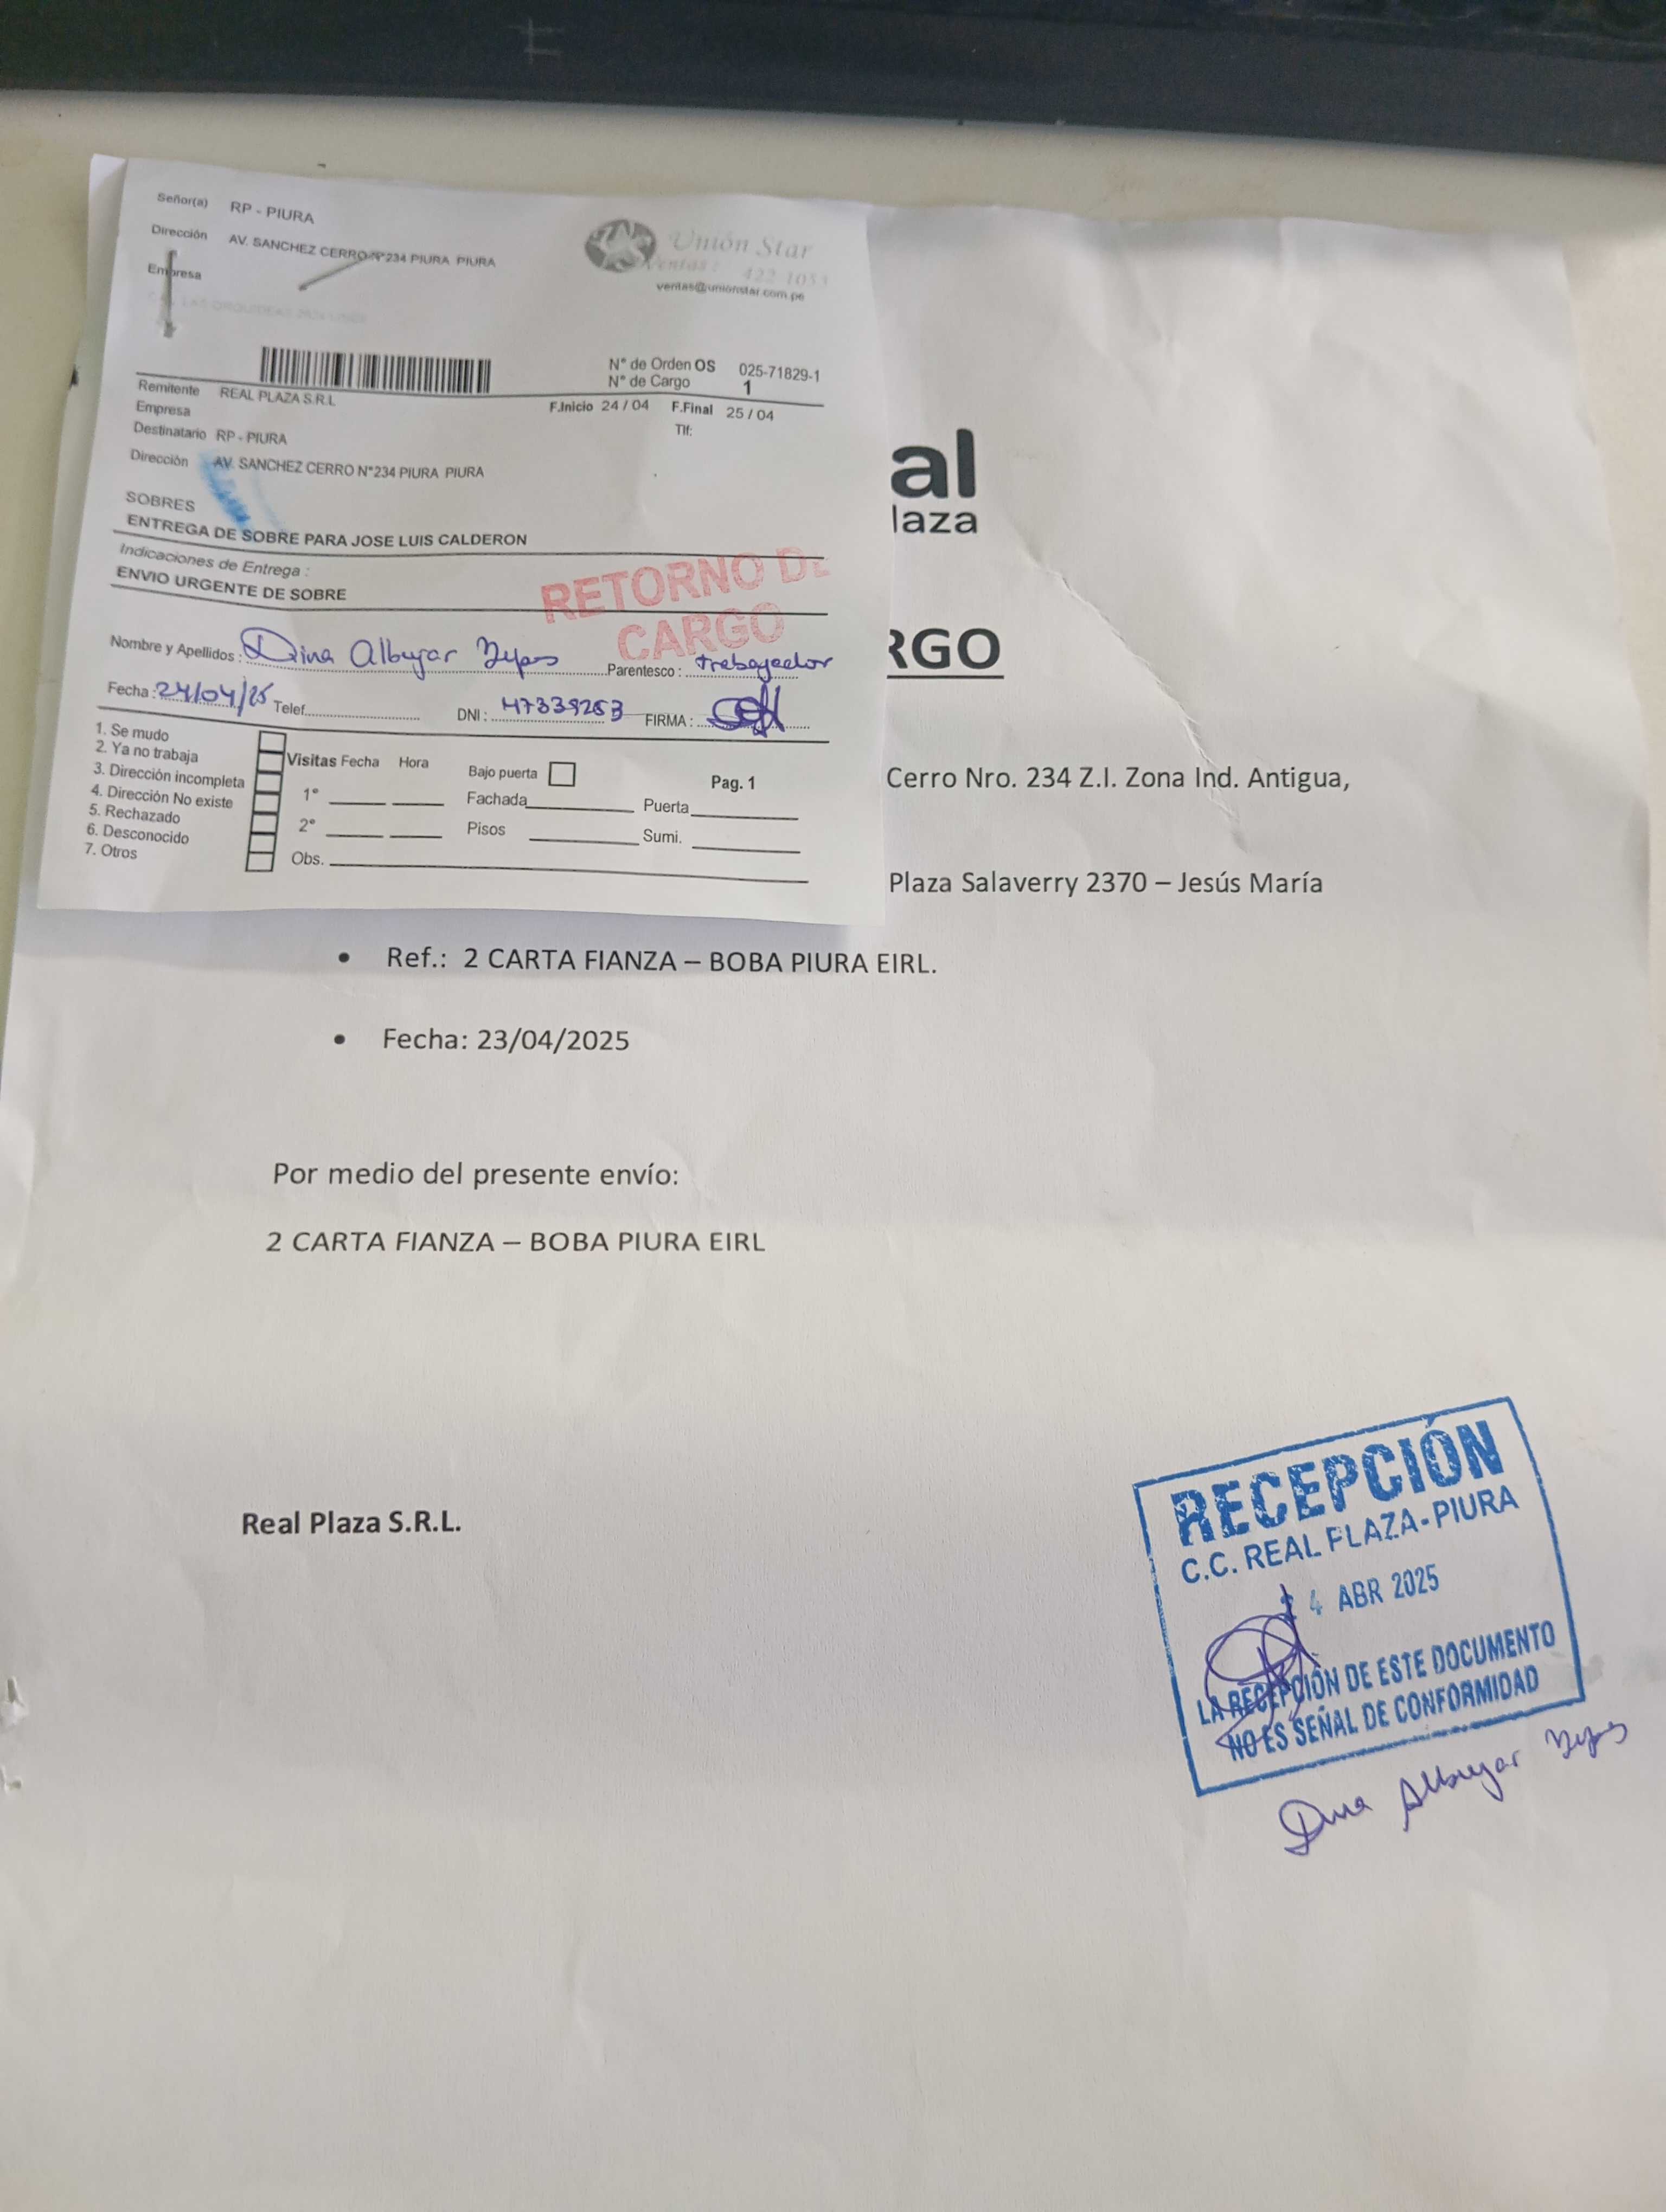 Señor(a) RP - PIURA
Dirección AV. SANCHEZ CERRO N°234 PIURA PIURA
Empresa
Unión Star
Ventas: 422-1053
ventas@unionstar.com.pe
N° de Orden OS 025-71829-1
N° de Cargo 1
Remitente REAL PLAZA S.R.L
F.Inicio 24 / 04 F.Final 25 / 04
Empresa
Tlf:
Destinatario RP - PIURA
Dirección AV. SANCHEZ CERRO N°234 PIURA PIURA
SOBRES
ENTREGA DE SOBRE PARA JOSE LUIS CALDERON
Indicaciones de Entrega :
ENVIO URGENTE DE SOBRE
RETORNO DE
CARGO
Nombre y Apellidos : Dina Albujar Yepes Parentesco : trabajador
Fecha : 24/04/25 Telef. DNI : 47339253 FIRMA :
1. Se mudo
2. Ya no trabaja
3. Dirección incompleta
4. Dirección No existe
5. Rechazado
6. Desconocido
7. Otros
Visitas Fecha Hora
1°
2°
Obs.
Bajo puerta
Pag. 1
Fachada Puerta
Pisos Sumi.
al
laza
RGO
Cerro Nro. 234 Z.I. Zona Ind. Antigua,
Plaza Salaverry 2370 – Jesús María
• Ref.: 2 CARTA FIANZA – BOBA PIURA EIRL.
• Fecha: 23/04/2025
Por medio del presente envío:
2 CARTA FIANZA – BOBA PIURA EIRL
Real Plaza S.R.L.
RECEPCIÓN
C.C. REAL PLAZA-PIURA
4 ABR 2025
LA RECEPCIÓN DE ESTE DOCUMENTO
NO ES SEÑAL DE CONFORMIDAD
Dina Albujar Yepes